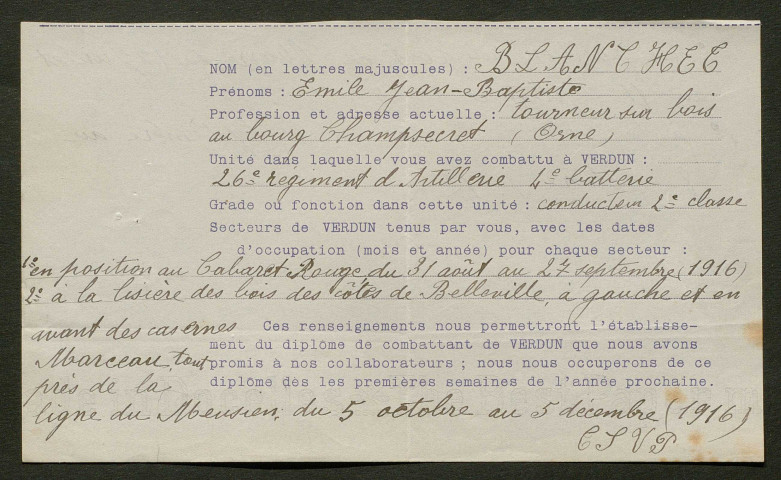 NOM (en lettres majuscules) : BLANCHEE
Prénoms : Emile Jean-Baptiste
Profession et adresse actuelle : tourneur sur bois
au bourg Champsecret (Orne)
Unité dans laquelle vous avez combattu à VERDUN :
26e régiment d'Artillerie 4e batterie
Grade ou fonction dans cette unité : conducteur 2e classe
Secteurs de VERDUN tenus par vous, avec les dates
d'occupation (mois et année) pour chaque secteur :
1° en position au Cabaret-Rouge du 31 août au 27 septembre (1916)
2° à la lisière des bois des côtes de Belleville, à gauche et en
avant des casernes
Marceau, tout
près de la
ligne du Meusien, du 5 octobre au 5 décembre (1916)
Ces renseignements nous permettront l'établisse-
ment du diplôme de combattant de VERDUN que nous avons
promis à nos collaborateurs ; nous nous occuperons de ce
diplôme dès les premières semaines de l'année prochaine.
TSVP